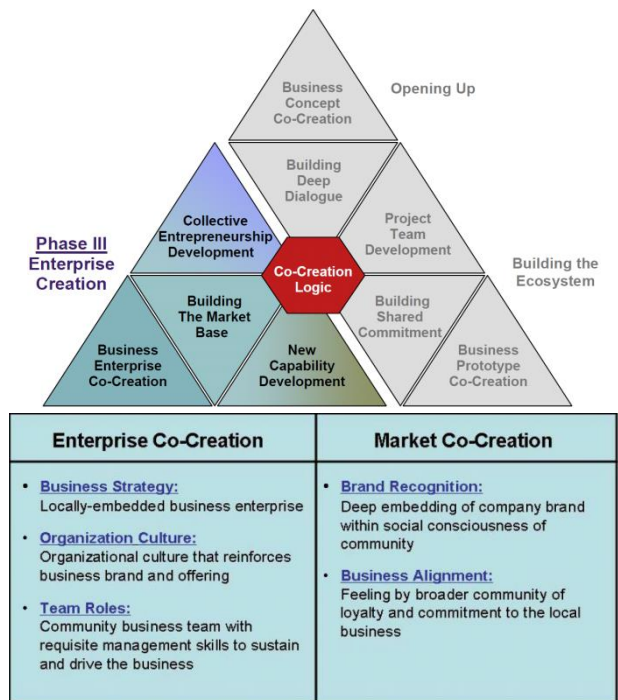 Business
Concept
Co-Creation
Opening Up
Building
Deep
Dialogue
Collective
Entrepreneurship
Development
Project
Team
Development
Phase III
Enterprise
Creation
Co-Creation
Logic
Building the
Ecosystem
Building
The Market
Base
Building
Shared
Commitment
Business
Enterprise
Co-Creation
New
Capability
Development
Business
Prototype
Co-Creation
Enterprise Co-Creation
• Business Strategy:
Locally-embedded business enterprise
• Organization Culture:
Organizational culture that reinforces
business brand and offering
• Team Roles:
Community business team with
requisite management skills to sustain
and drive the business
Market Co-Creation
• Brand Recognition:
Deep embedding of company brand
within social consciousness of
community
• Business Alignment:
Feeling by broader community of
loyalty and commitment to the local
business